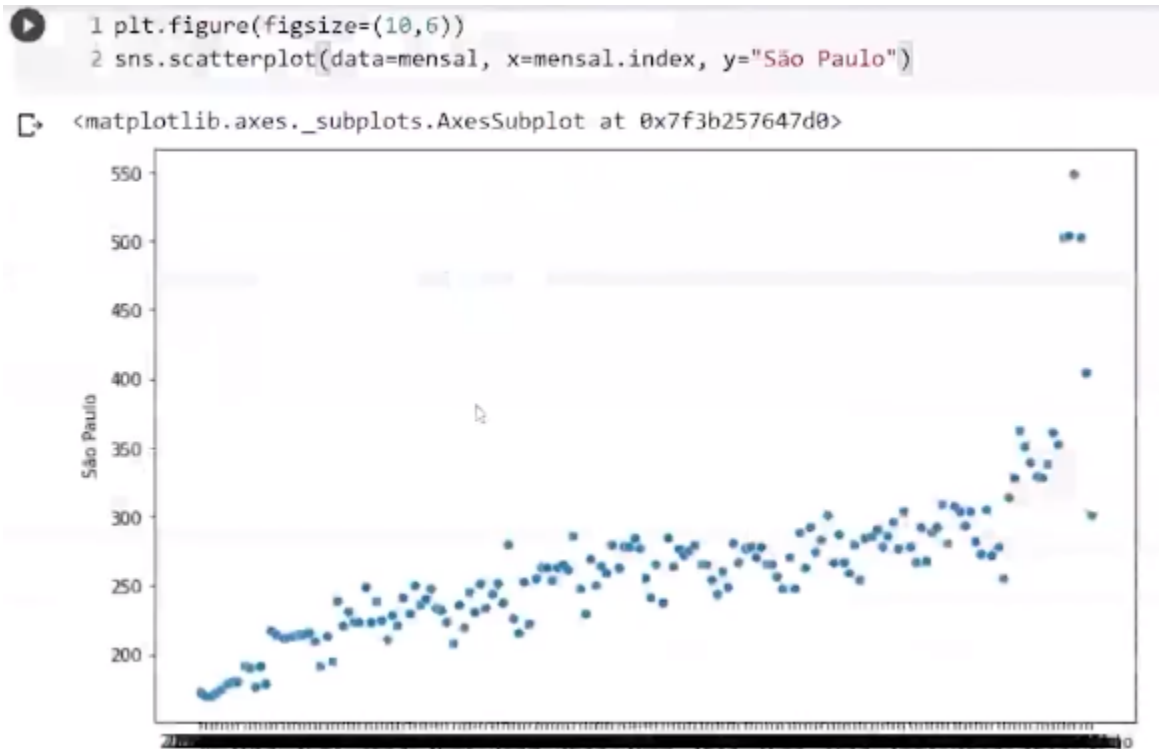 1 plt.figure(figsize=(10,6))
2 sns.scatterplot(data=mensal, x=mensal.index, y="São Paulo")
<matplotlib.axes._subplots.AxesSubplot at 0x7f3b257647d0>
550
500
450
400
350
300
250
200
São Paulo